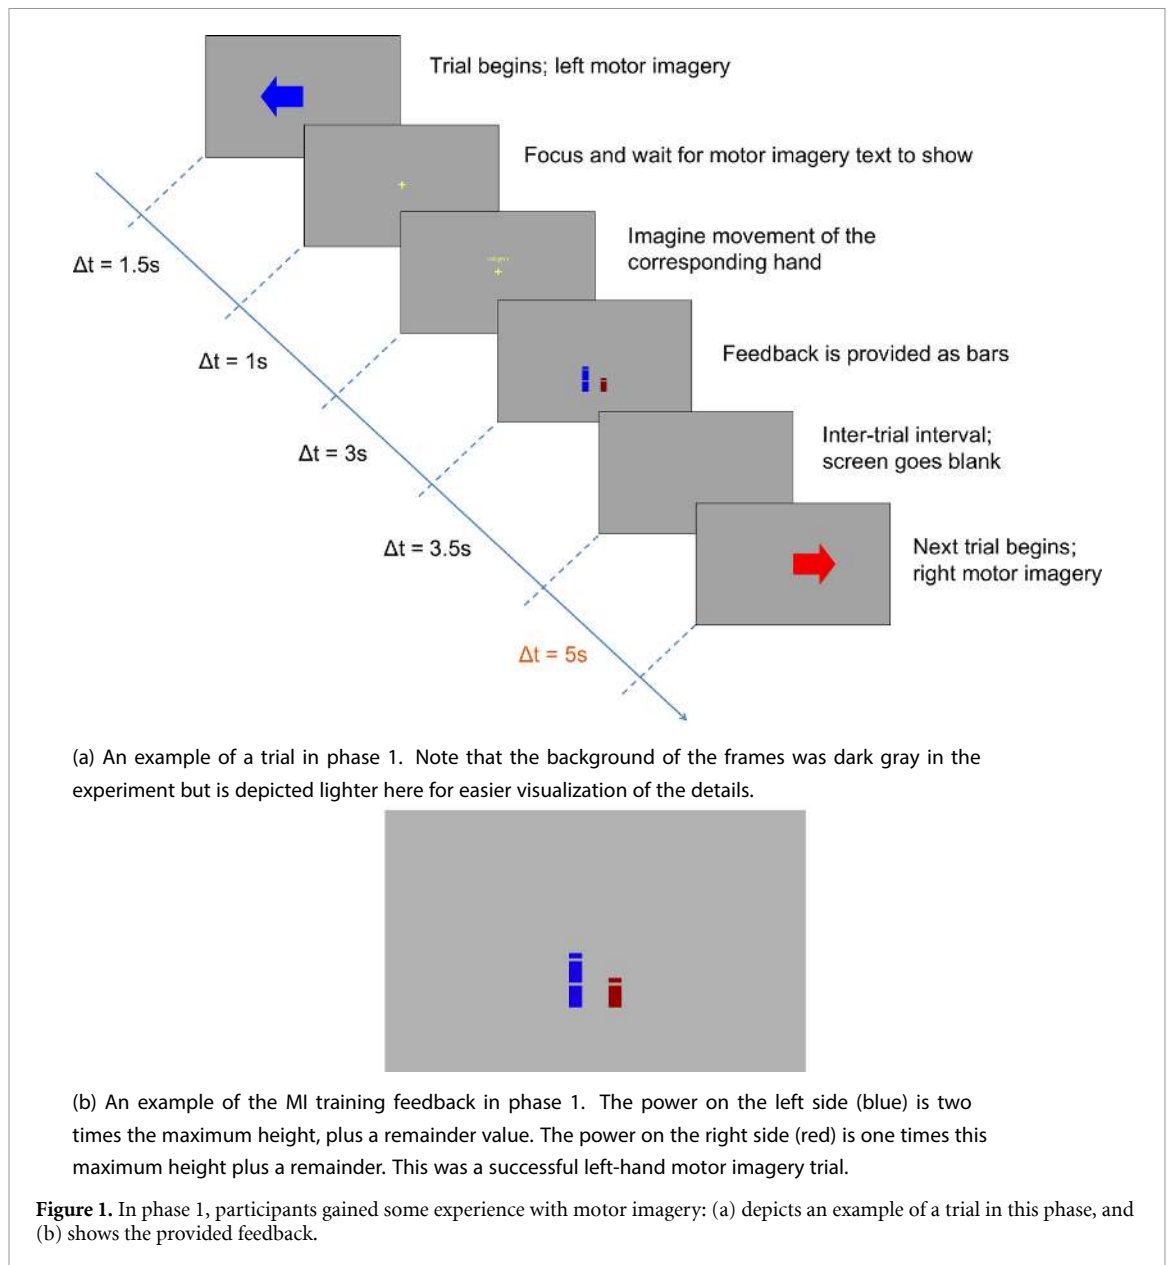 Trial begins; left motor imagery
Focus and wait for motor imagery text to show
Imagine movement of the
corresponding hand
Δt = 1.5s
Feedback is provided as bars
Δt = 1s
Inter-trial interval;
screen goes blank
Δt = 3s
Δt = 3.5s
Next trial begins;
right motor imagery
Δt = 5s
(a) An example of a trial in phase 1. Note that the background of the frames was dark gray in the
experiment but is depicted lighter here for easier visualization of the details.
(b) An example of the MI training feedback in phase 1. The power on the left side (blue) is two
times the maximum height, plus a remainder value. The power on the right side (red) is one times this
maximum height plus a remainder. This was a successful left-hand motor imagery trial.
Figure 1. In phase 1, participants gained some experience with motor imagery: (a) depicts an example of a trial in this phase, and
(b) shows the provided feedback.